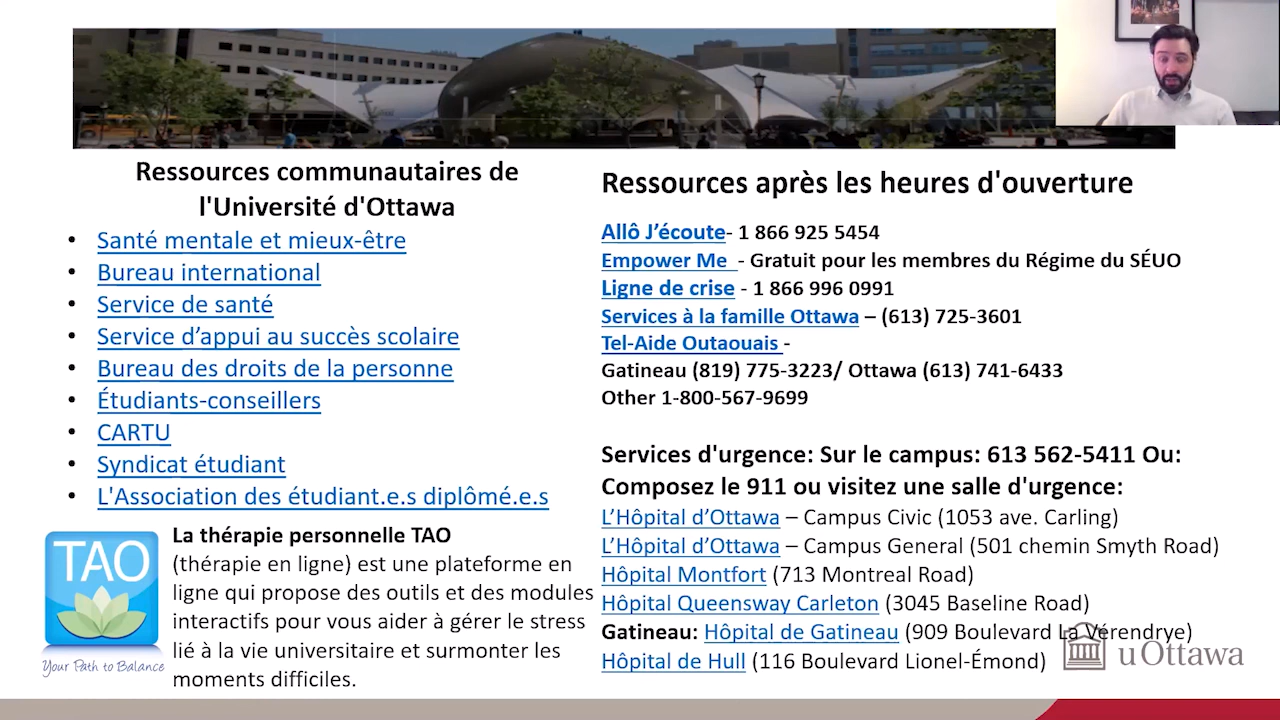 Ressources communautaires de
l'Université d'Ottawa
• Santé mentale et mieux-être
• Bureau international
• Service de santé
• Service d’appui au succès scolaire
• Bureau des droits de la personne
• Étudiants-conseillers
• CARTU
• Syndicat étudiant
• L'Association des étudiant.e.s diplômé.e.s
TAO
Your Path to Balance
La thérapie personnelle TAO
(thérapie en ligne) est une plateforme en
ligne qui propose des outils et des modules
interactifs pour vous aider à gérer le stress
lié à la vie universitaire et surmonter les
moments difficiles.
Ressources après les heures d'ouverture
Allô J’écoute- 1 866 925 5454
Empower Me - Gratuit pour les membres du Régime du SÉUO
Ligne de crise - 1 866 996 0991
Services à la famille Ottawa – (613) 725-3601
Tel-Aide Outaouais -
Gatineau (819) 775-3223/ Ottawa (613) 741-6433
Other 1-800-567-9699
Services d'urgence: Sur le campus: 613 562-5411 Ou:
Composez le 911 ou visitez une salle d'urgence:
L’Hôpital d’Ottawa – Campus Civic (1053 ave. Carling)
L’Hôpital d’Ottawa – Campus General (501 chemin Smyth Road)
Hôpital Montfort (713 Montreal Road)
Hôpital Queensway Carleton (3045 Baseline Road)
Gatineau: Hôpital de Gatineau (909 Boulevard La Vérendrye)
Hôpital de Hull (116 Boulevard Lionel-Émond)
uOttawa